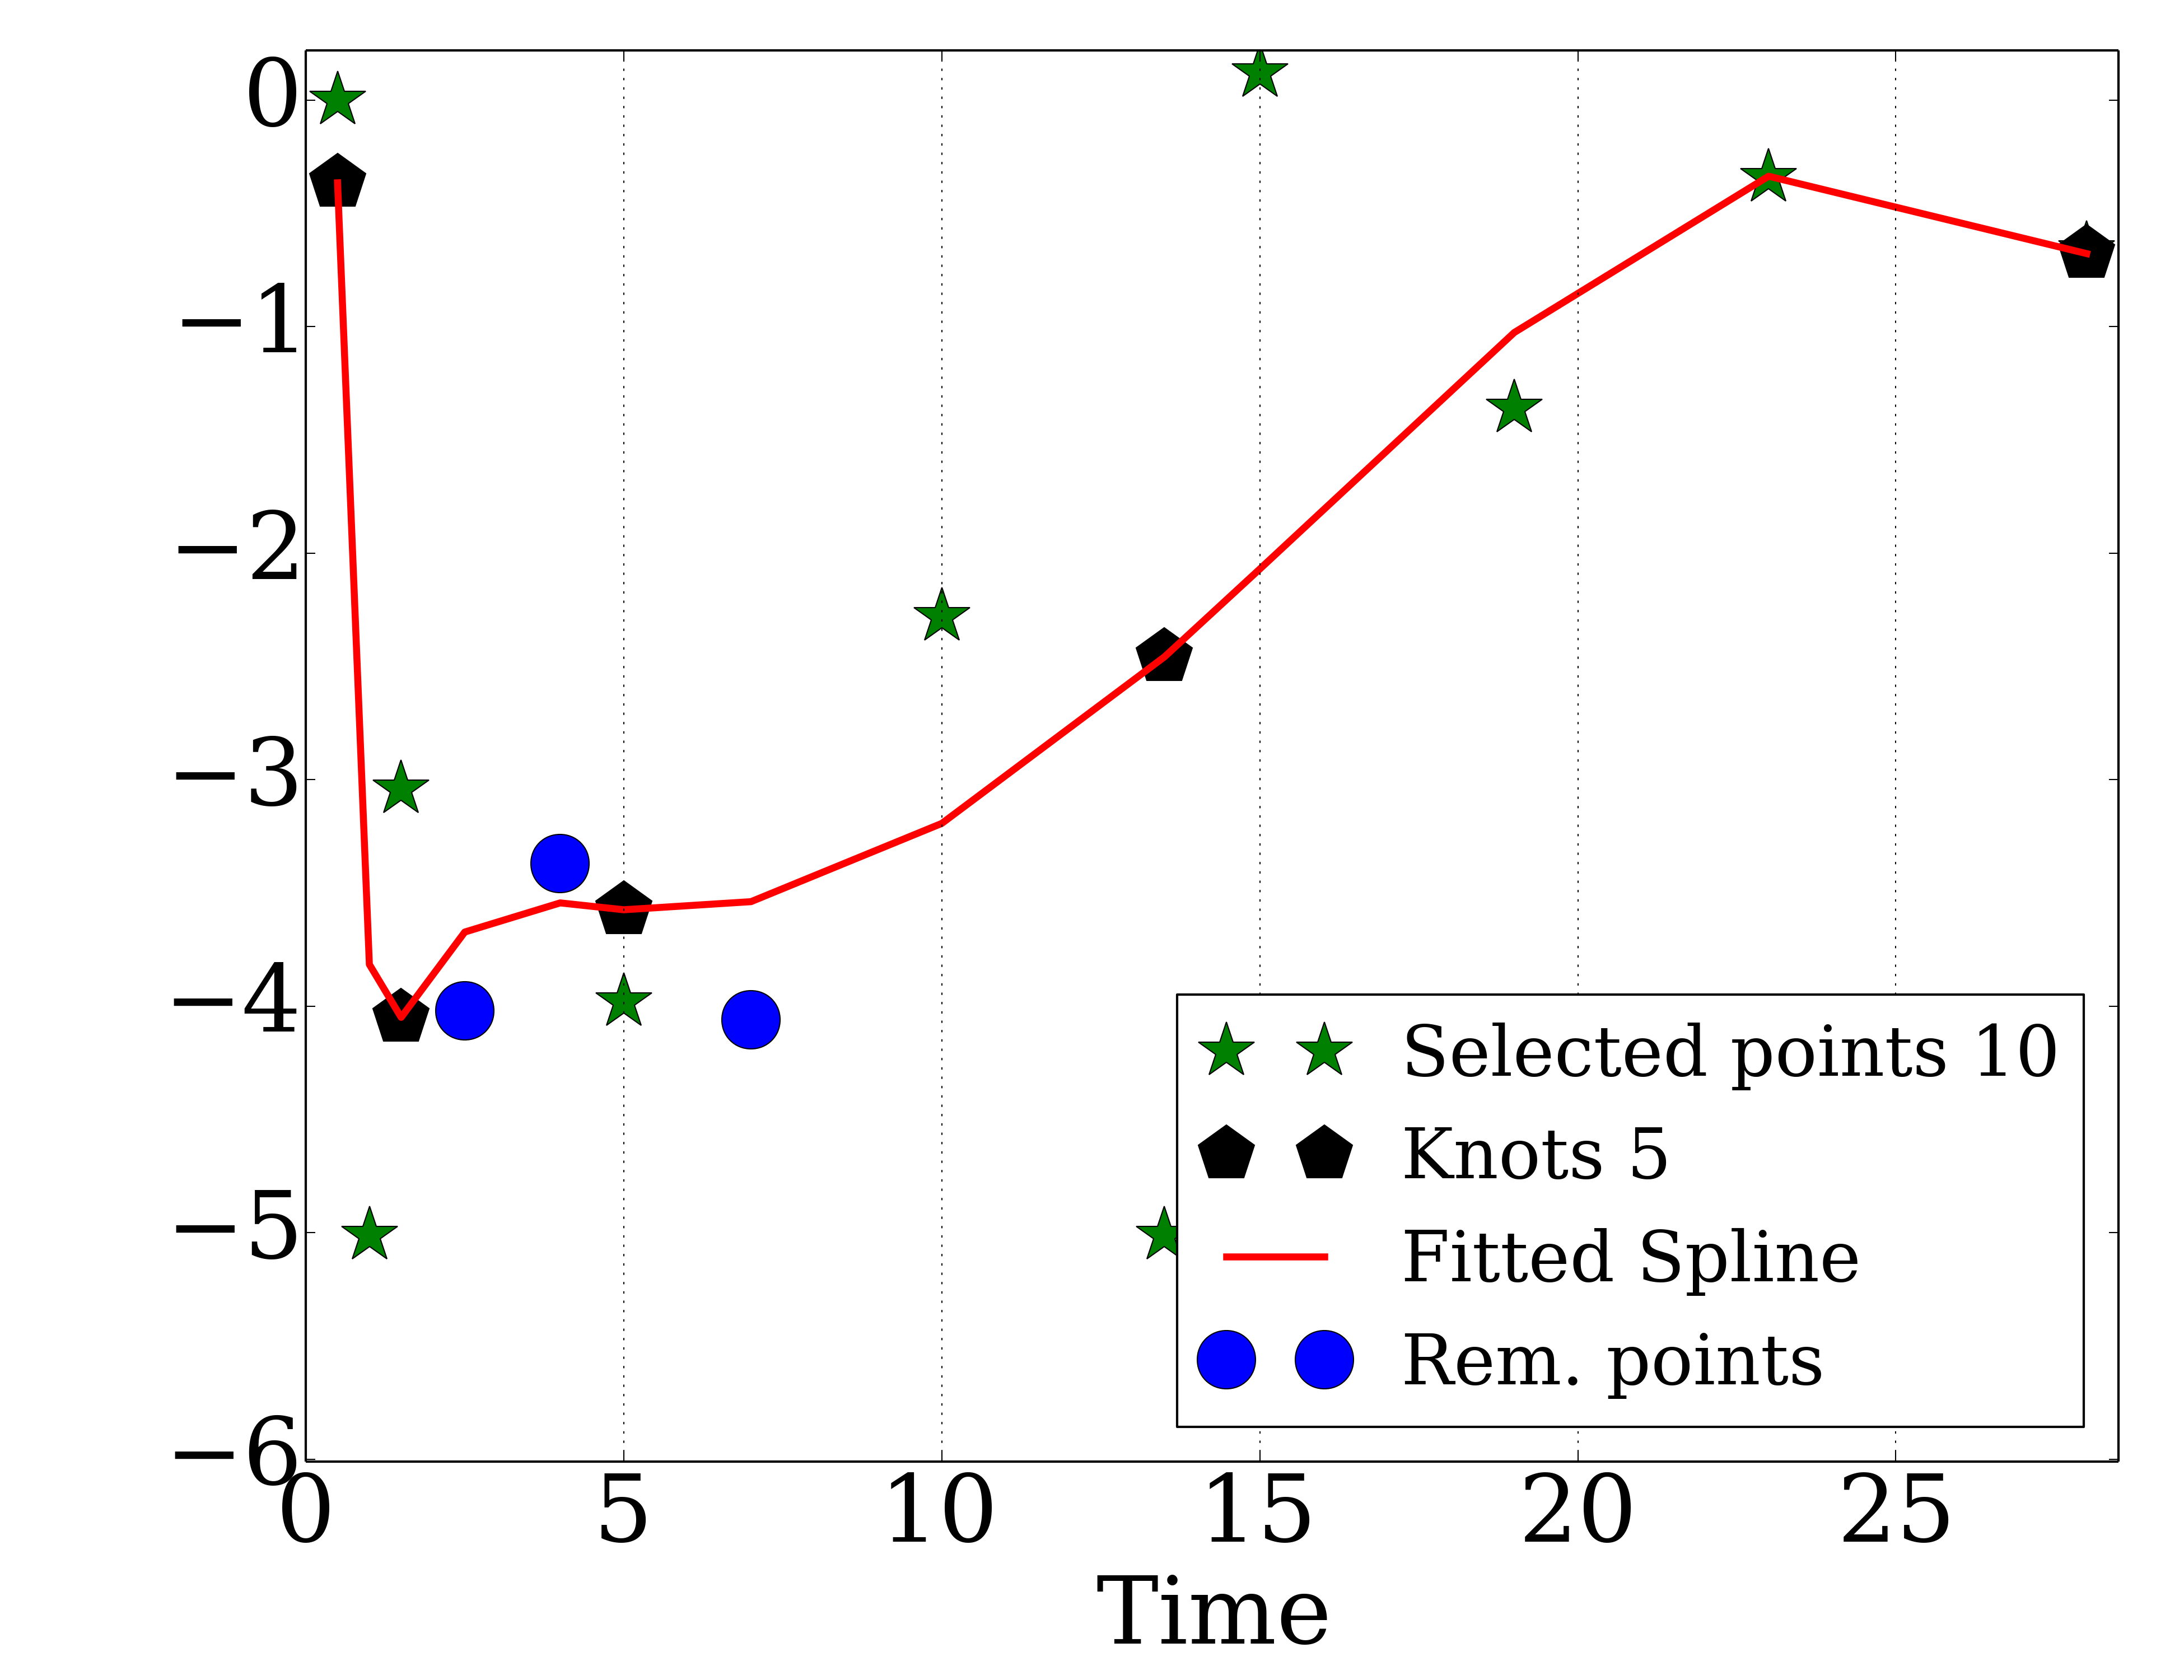 0
−1
−2
−3
−4
−5
−6
0 5 10 15 20 25
Time
Selected points 10
Knots 5
Fitted Spline
Rem. points